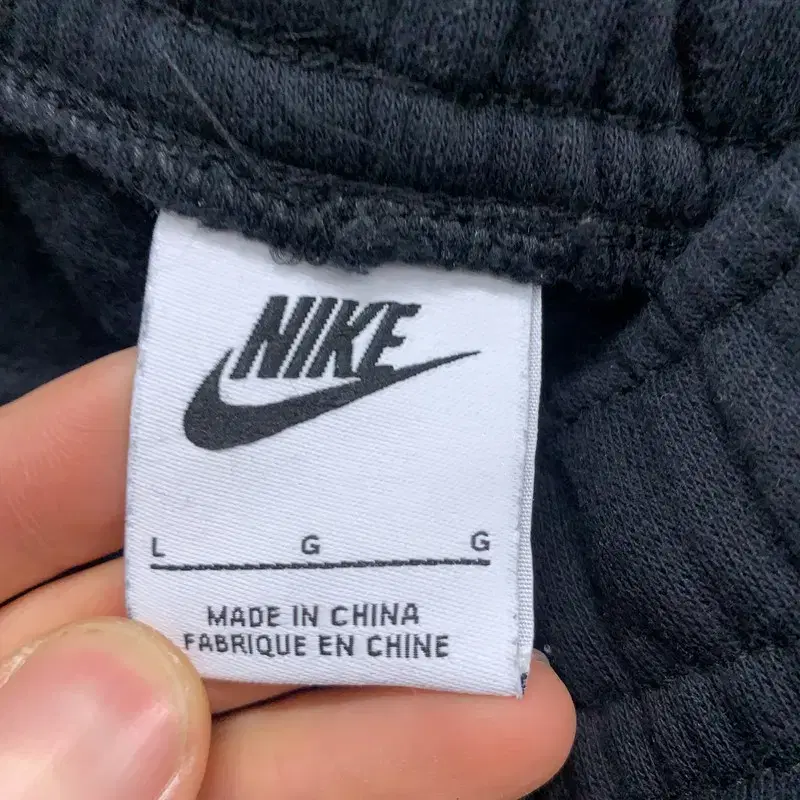 NIKE
L G G
MADE IN CHINA
FABRIQUE EN CHINE